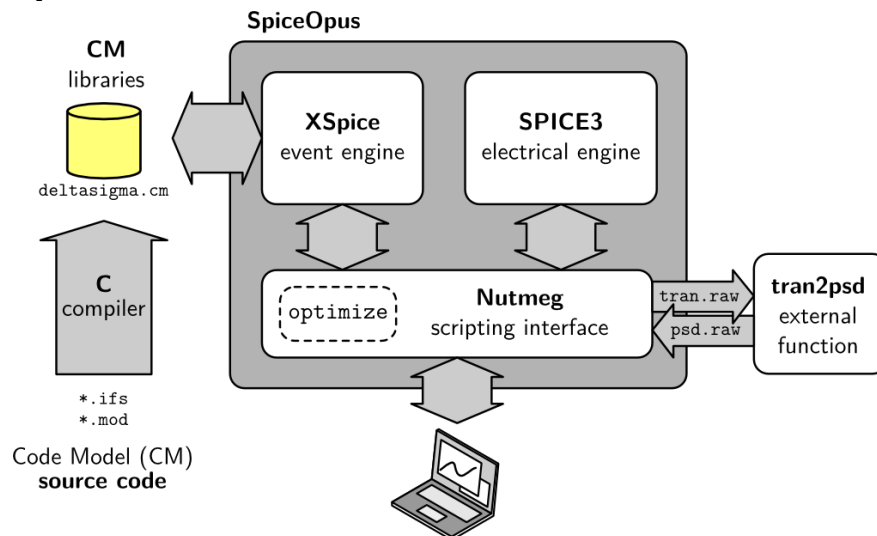 SpiceOpus
CM
libraries
deltasigma.cm
XSpice
event engine
SPICE3
electrical engine
C
compiler
optimize
Nutmeg
scripting interface
tran.raw
psd.raw
tran2psd
external
function
*.ifs
*.mod
Code Model (CM)
source code